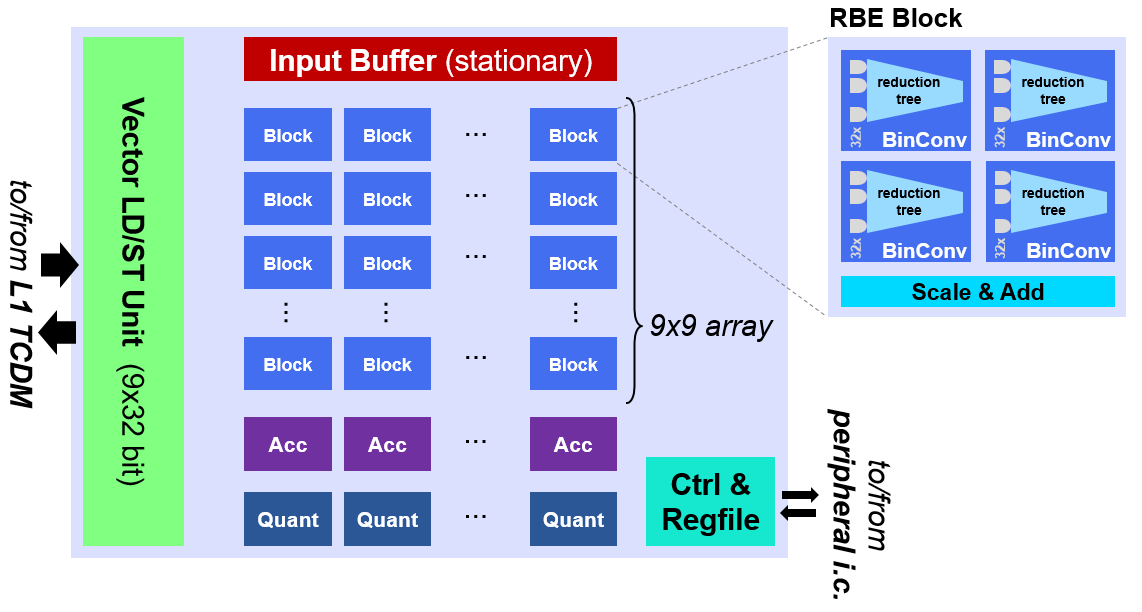 RBE Block
Input Buffer (stationary)
Vector LD/ST Unit (9x32 bit)
to/from L1 TCDM
Block Block ... Block
Block Block ... Block
Block Block ... Block
... ... ...
Block Block ... Block
9x9 array
Acc Acc ... Acc
Quant Quant ... Quant
Ctrl &
Regfile
to/from
peripheral i.c.
reduction
tree
32x
BinConv
reduction
tree
32x
BinConv
reduction
tree
32x
BinConv
reduction
tree
32x
BinConv
Scale & Add